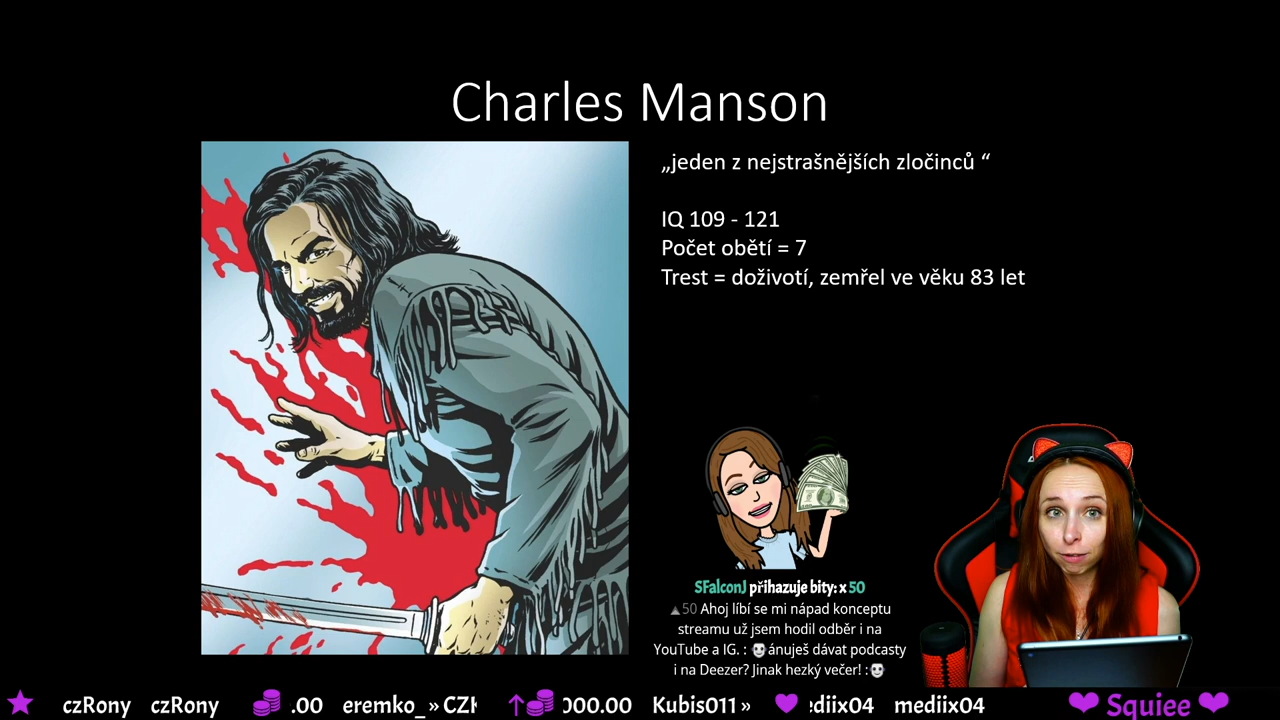 Charles Manson
„jeden z nejstrašnějších zločinců “
IQ 109 - 121
Počet obětí = 7
Trest = doživotí, zemřel ve věku 83 let
SFalconJ přihazuje bity: x 50
50 Ahoj líbí se mi nápad konceptu
streamu už jsem hodil odběr i na
YouTube a IG. : ánuješ dávat podcasty
i na Deezer? Jinak hezký večer! :
czRony czRony .00 eremko_ » CZK 000.00 Kubis011 » ediix04 mediix04 Squiee